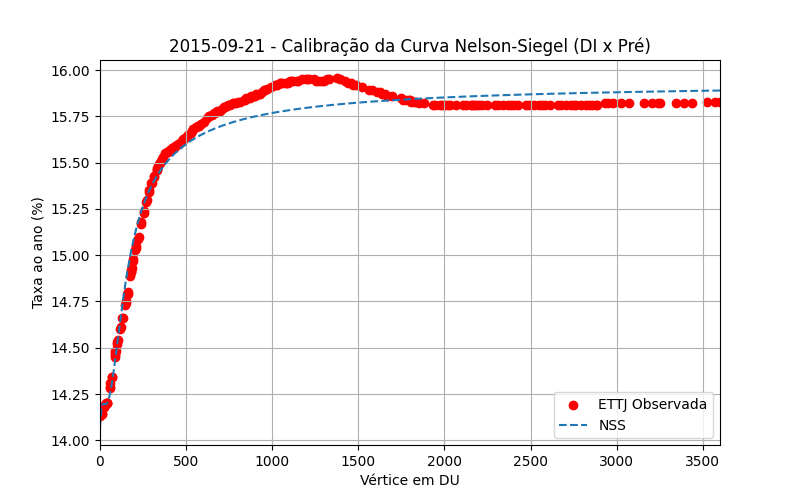 2015-09-21 - Calibração da Curva Nelson-Siegel (DI x Pré)
16.00
15.75
15.50
15.25
15.00
14.75
14.50
14.25
14.00
Taxa ao ano (%)
0 500 1000 1500 2000 2500 3000 3500
Vértice em DU
ETTJ Observada
NSS